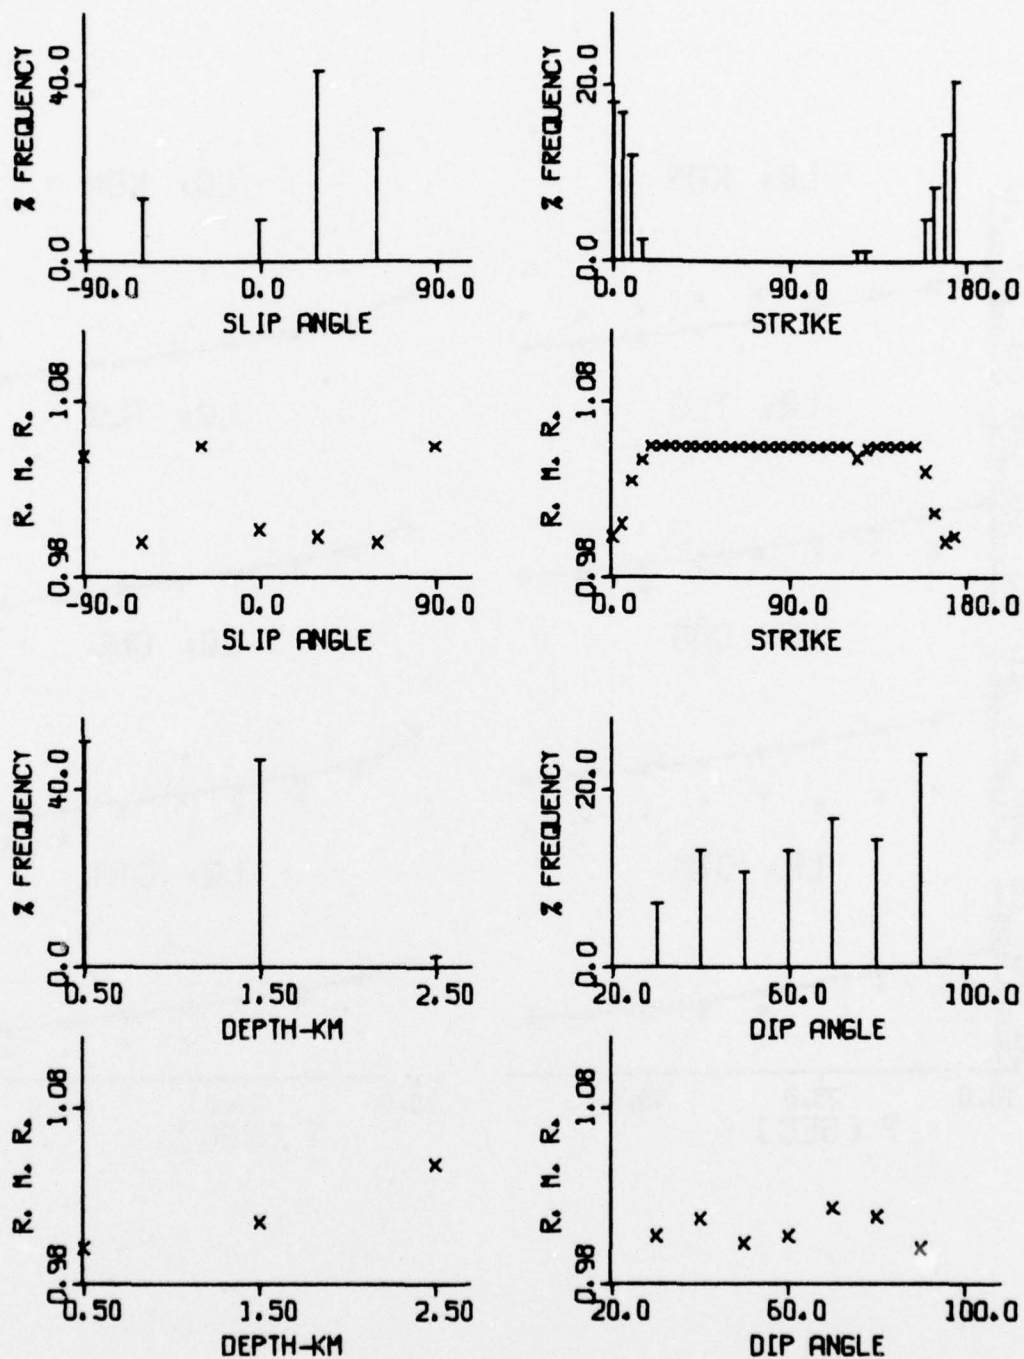 % FREQUENCY
40.0
0.0
-90.0 0.0 90.0
SLIP ANGLE
% FREQUENCY
20.0
0.0
0.0 90.0 180.0
STRIKE
R. M. R.
1.08
0.98
-90.0 0.0 90.0
SLIP ANGLE
R. M. R.
1.08
0.98
0.0 90.0 180.0
STRIKE
% FREQUENCY
40.0
0.0
0.50 1.50 2.50
DEPTH-KM
% FREQUENCY
20.0
0.0
20.0 60.0 100.0
DIP ANGLE
R. M. R.
1.08
0.98
0.50 1.50 2.50
DEPTH-KM
R. M. R.
1.08
0.98
20.0 60.0 100.0
DIP ANGLE